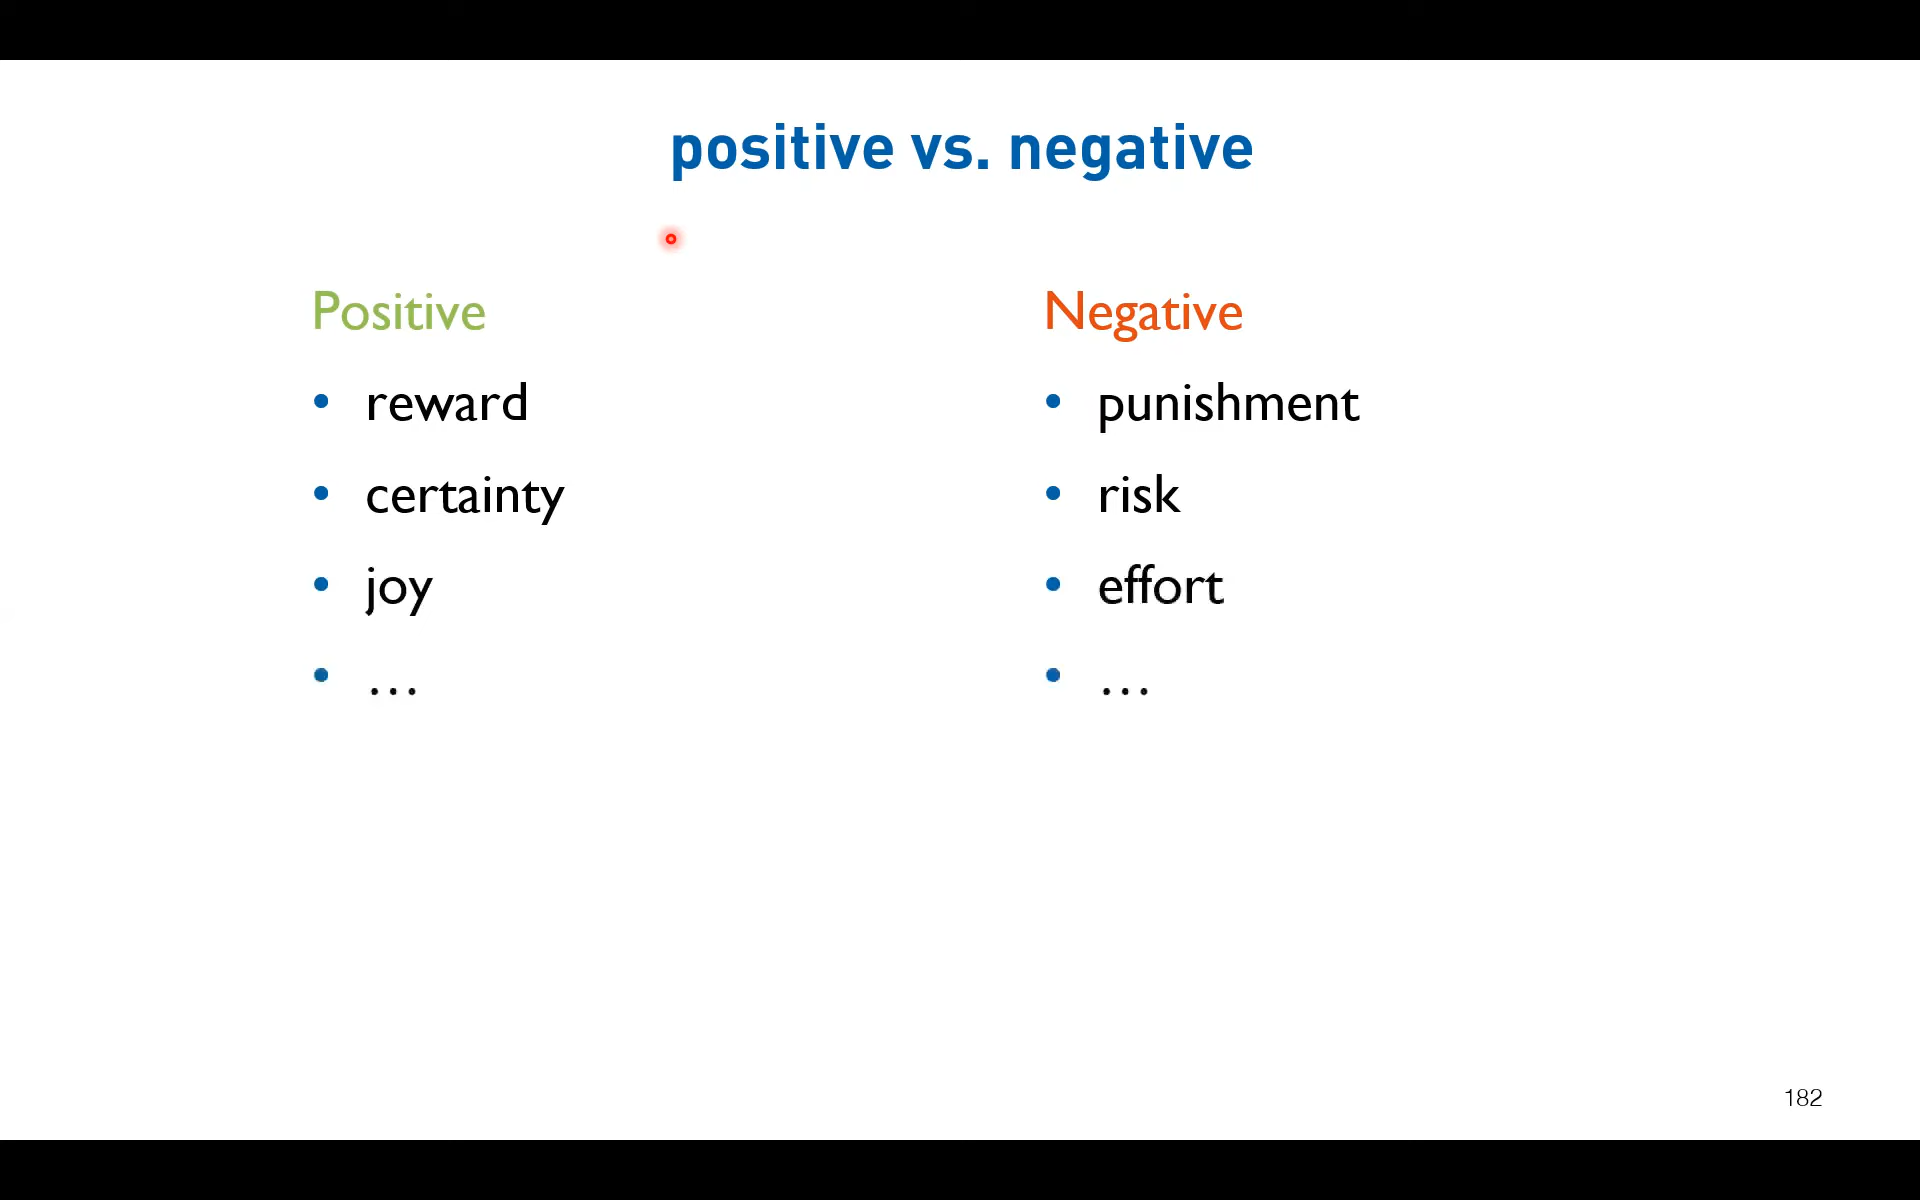 positive vs. negative
Positive
• reward
• certainty
• joy
• …
Negative
• punishment
• risk
• effort
• …
182